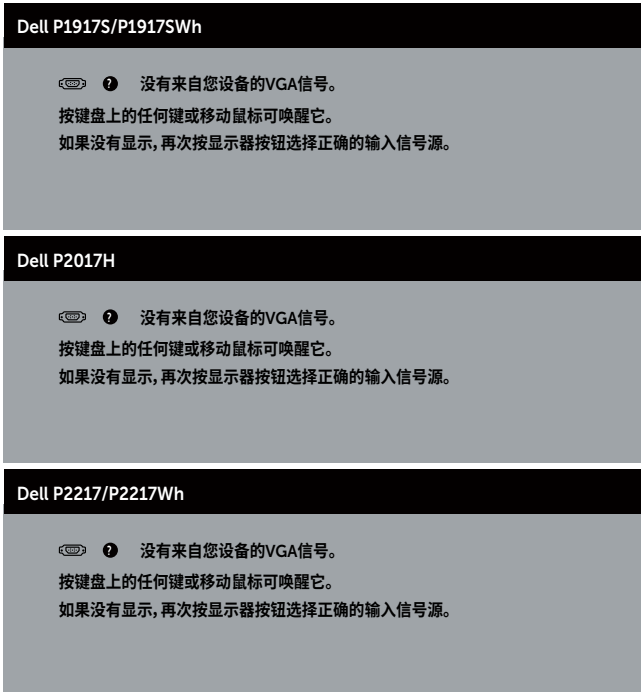 Dell P1917S/P1917SWh
? 没有来自您设备的VGA信号。
按键盘上的任何键或移动鼠标可唤醒它。
如果没有显示，再次按显示器按钮选择正确的输入信号源。
Dell P2017H
? 没有来自您设备的VGA信号。
按键盘上的任何键或移动鼠标可唤醒它。
如果没有显示，再次按显示器按钮选择正确的输入信号源。
Dell P2217/P2217Wh
? 没有来自您设备的VGA信号。
按键盘上的任何键或移动鼠标可唤醒它。
如果没有显示，再次按显示器按钮选择正确的输入信号源。